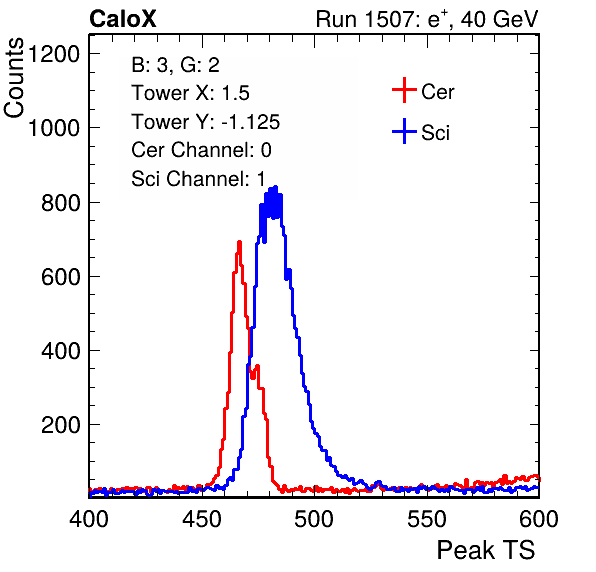 CaloX
Run 1507: e+, 40 GeV
Counts
B: 3, G: 2
Tower X: 1.5
Tower Y: -1.125
Cer Channel: 0
Sci Channel: 1
Cer
Sci
1200
1000
800
600
400
200
400 450 500 550 600
Peak TS